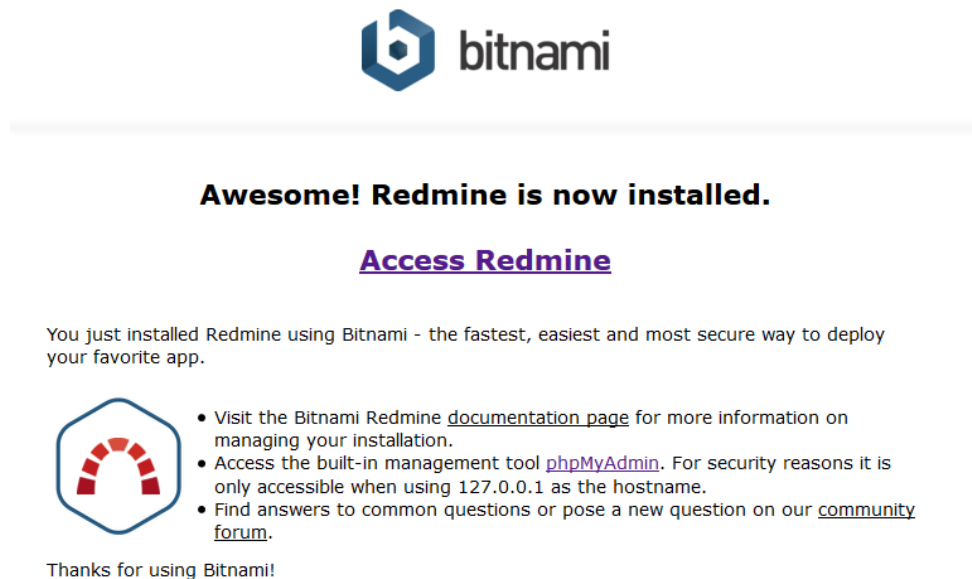 bitnami
Awesome! Redmine is now installed.
Access Redmine
You just installed Redmine using Bitnami - the fastest, easiest and most secure way to deploy
your favorite app.
• Visit the Bitnami Redmine documentation page for more information on
managing your installation.
• Access the built-in management tool phpMyAdmin. For security reasons it is
only accessible when using 127.0.0.1 as the hostname.
• Find answers to common questions or pose a new question on our community
forum.
Thanks for using Bitnami!